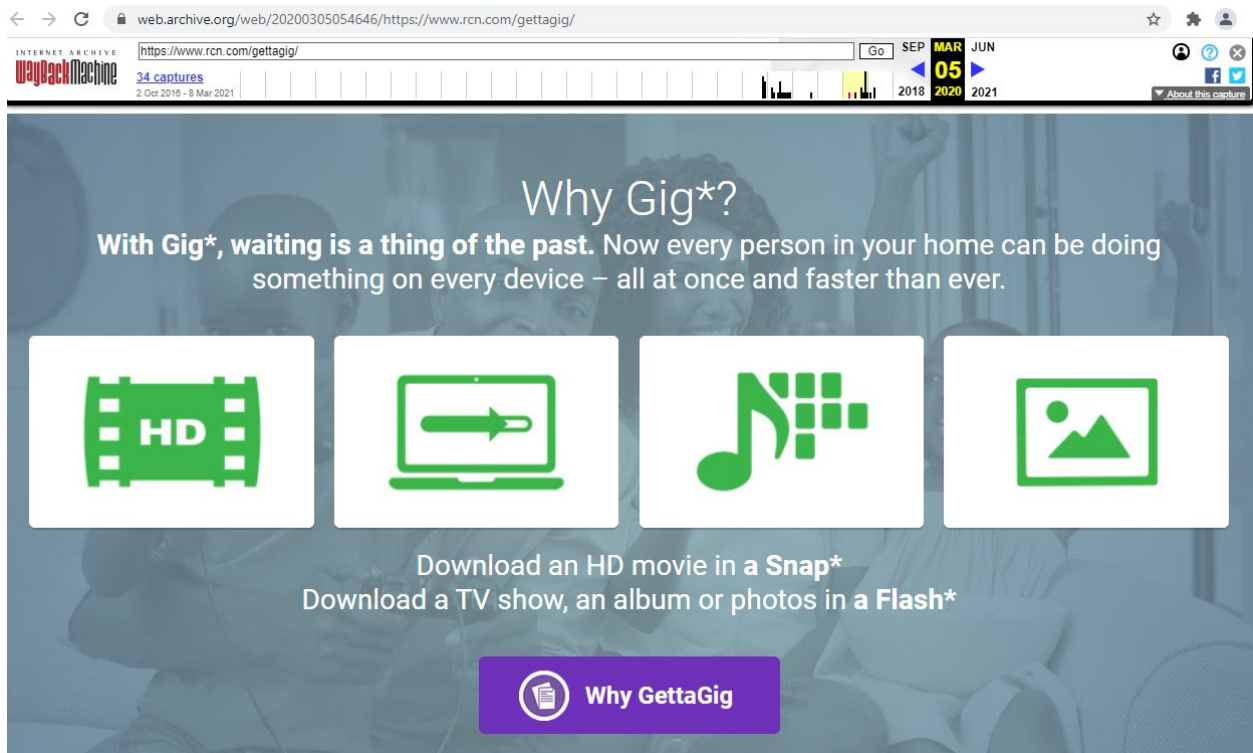 web.archive.org/web/20200305054646/https://www.rcn.com/gettagig/
INTERNET ARCHIVE
WayBackMachine
https://www.rcn.com/gettagig/
Go
SEP MAR JUN
34 captures
05
2 Oct 2016 - 8 Mar 2021
2018 2020 2021
f
About this capture
Why Gig*?
With Gig*, waiting is a thing of the past. Now every person in your home can be doing
something on every device – all at once and faster than ever.
HD
Download an HD movie in a Snap*
Download a TV show, an album or photos in a Flash*
Why GettaGig